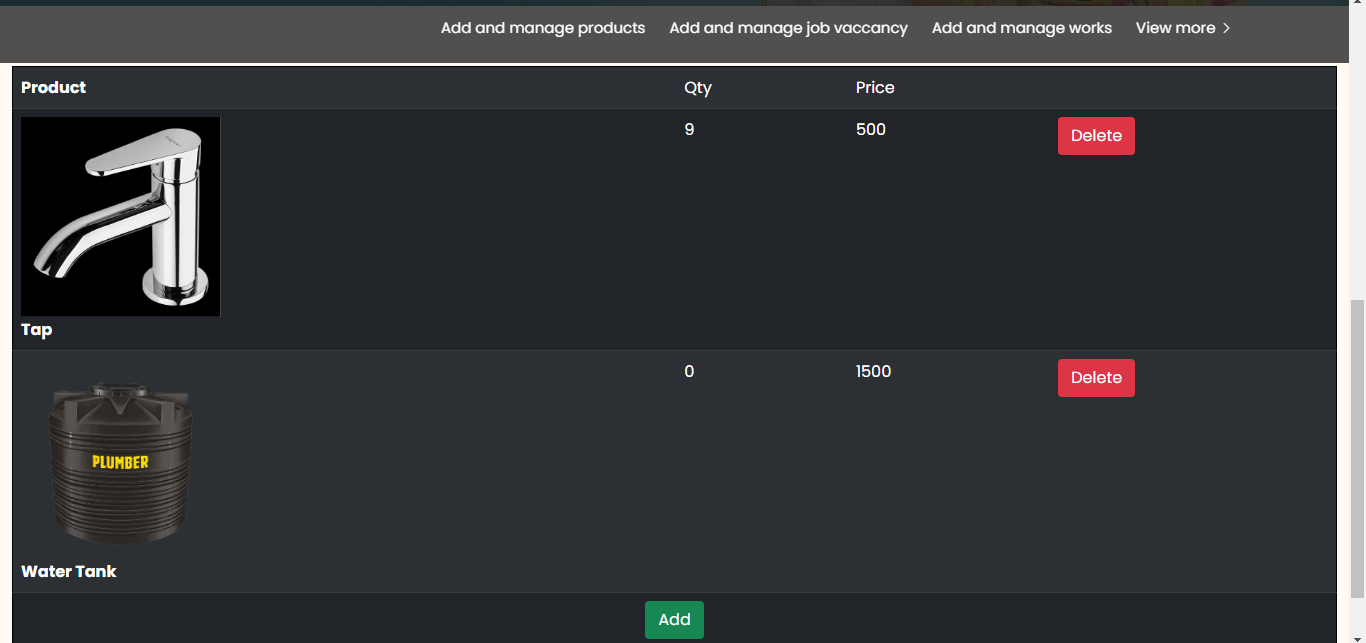 Add and manage products Add and manage job vaccancy Add and manage works View more >
Product Qty Price
9 500 Delete
Tap
0 1500 Delete
PLUMBER
Water Tank
Add